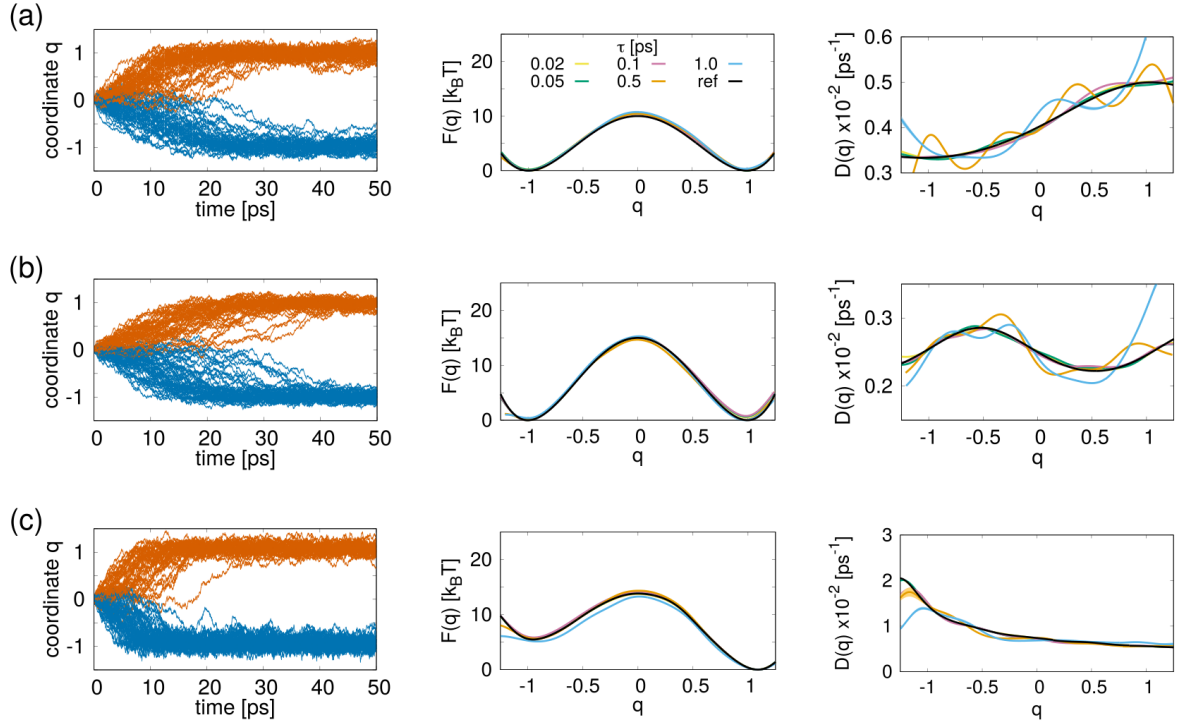 (a)
coordinate q
1
0
-1
0 10 20 30 40 50
time [ps]
F(q) [kBT]
20
10
0
τ [ps]
0.02 0.1 1.0
0.05 0.5 ref
-1 -0.5 0 0.5 1
q
D(q) x10⁻² [ps⁻¹]
0.6
0.5
0.4
0.3
-1 -0.5 0 0.5 1
q
(b)
coordinate q
1
0
-1
0 10 20 30 40 50
time [ps]
F(q) [kBT]
20
10
0
-1 -0.5 0 0.5 1
q
D(q) x10⁻² [ps⁻¹]
0.3
0.2
-1 -0.5 0 0.5 1
q
(c)
coordinate q
1
0
-1
0 10 20 30 40 50
time [ps]
F(q) [kBT]
20
10
0
-1 -0.5 0 0.5 1
q
D(q) x10⁻² [ps⁻¹]
3
2
1
0
-1 -0.5 0 0.5 1
q